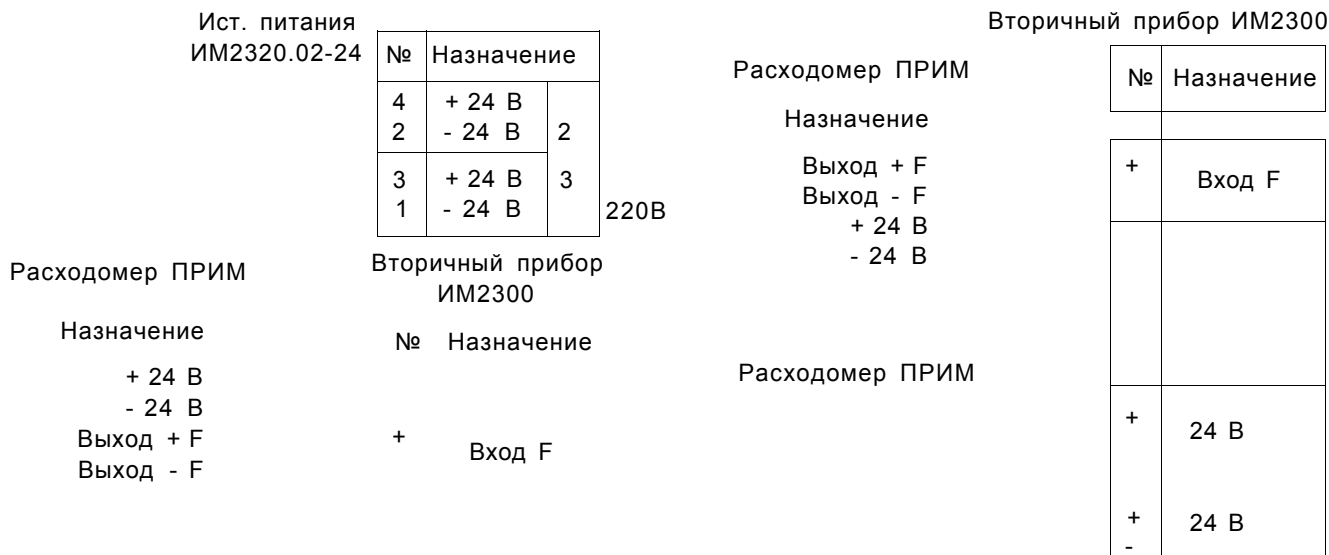 Ист. питания
ИМ2320.02-24
№ Назначение
4 + 24 В
2 - 24 В 2
3 + 24 В 3
1 - 24 В
220В
Расходомер ПРИМ
Назначение
+ 24 В
- 24 В
Выход + F
Выход - F
Вторичный прибор
ИМ2300
№ Назначение
+ Вход F
Вторичный прибор ИМ2300
Расходомер ПРИМ
Назначение
Выход + F
Выход - F
+ 24 В
- 24 В
Расходомер ПРИМ
№ Назначение
+ Вход F
+ 24 В
+ 24 В
-